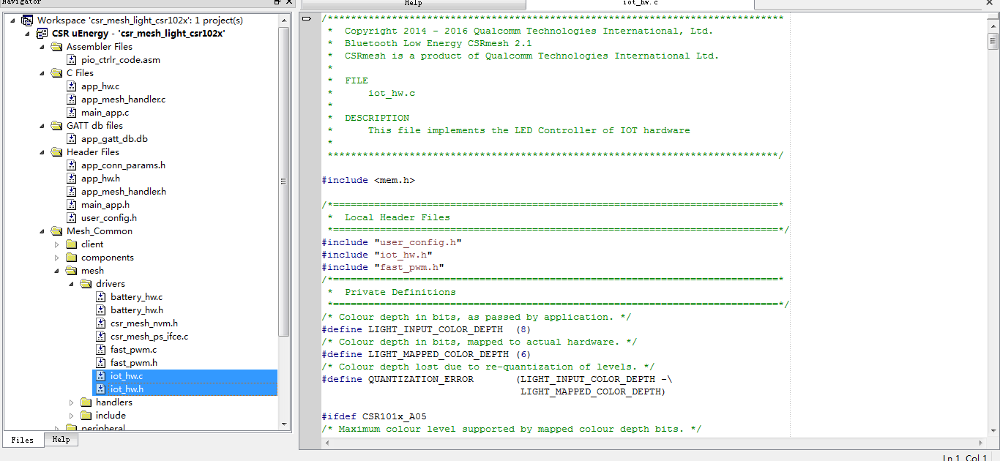 Navigator
Workspace 'csr_mesh_light_csr102x': 1 project(s)
CSR uEnergy - 'csr_mesh_light_csr102x'
Assembler Files
pio_ctrlr_code.asm
C Files
app_hw.c
app_mesh_handler.c
main_app.c
GATT db files
app_gatt_db.db
Header Files
app_conn_params.h
app_hw.h
app_mesh_handler.h
main_app.h
user_config.h
Mesh_Common
client
components
mesh
drivers
battery_hw.c
battery_hw.h
csr_mesh_nvm.h
csr_mesh_ps_ifce.c
fast_pwm.c
fast_pwm.h
iot_hw.c
iot_hw.h
handlers
include
peripheral
Files
Help
Help
iot_hw.c
/******************************************************************************
 *  Copyright 2014 - 2016 Qualcomm Technologies International, Ltd.
 *  Bluetooth Low Energy CSRmesh 2.1
 *  CSRmesh is a product of Qualcomm Technologies International Ltd.
 *
 *  FILE
 *      iot_hw.c
 *
 *  DESCRIPTION
 *      This file implements the LED Controller of IOT hardware
 *
 *****************************************************************************/
#include <mem.h>
/*============================================================================*
 *  Local Header Files
 *============================================================================*/
#include "user_config.h"
#include "iot_hw.h"
#include "fast_pwm.h"
/*============================================================================*
 *  Private Definitions
 *============================================================================*/
/* Colour depth in bits, as passed by application. */
#define LIGHT_INPUT_COLOR_DEPTH  (8)
/* Colour depth in bits, mapped to actual hardware. */
#define LIGHT_MAPPED_COLOR_DEPTH (6)
/* Colour depth lost due to re-quantization of levels. */
#define QUANTIZATION_ERROR       (LIGHT_INPUT_COLOR_DEPTH -\
                                  LIGHT_MAPPED_COLOR_DEPTH)
#ifdef CSR101x_A05
/* Maximum colour level supported by mapped colour depth bits. */
Ln 1, Col 1